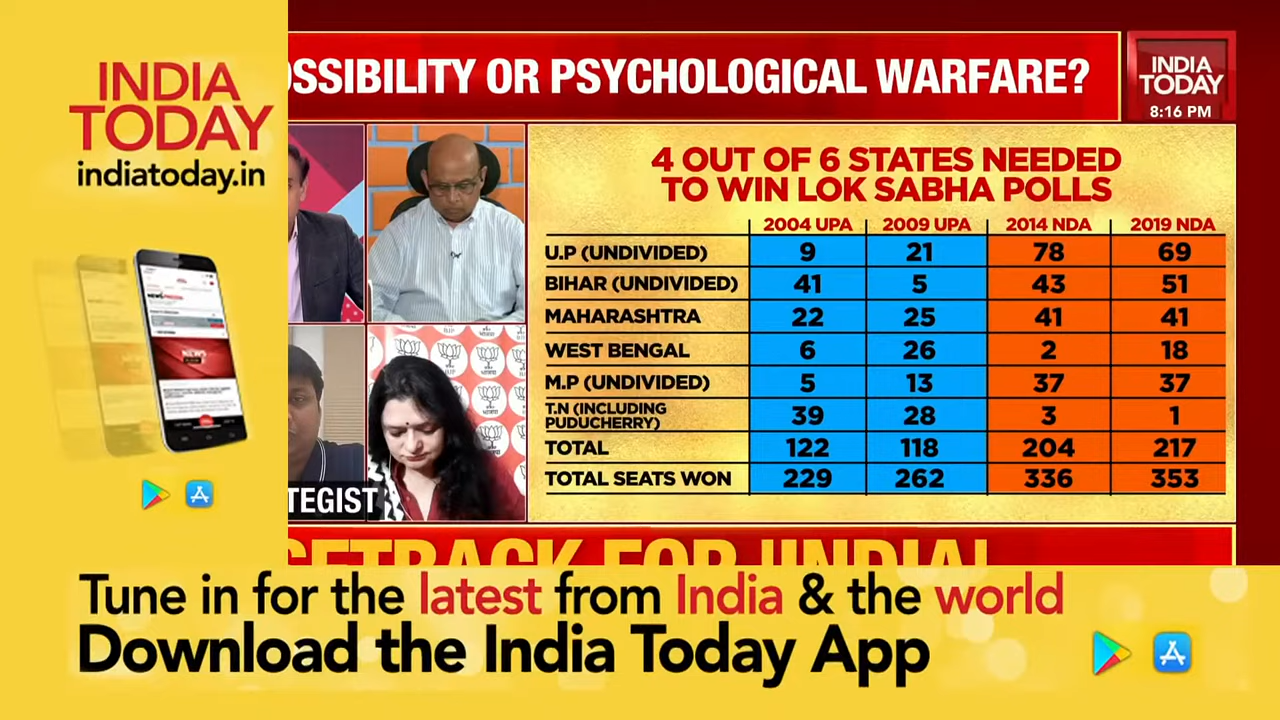 INDIA
TODAY
indiatoday.in
OSSIBILITY OR PSYCHOLOGICAL WARFARE?
INDIA
TODAY
8:16 PM
4 OUT OF 6 STATES NEEDED
TO WIN LOK SABHA POLLS
2004 UPA 2009 UPA 2014 NDA 2019 NDA
U.P (UNDIVIDED) 9 21 78 69
BIHAR (UNDIVIDED) 41 5 43 51
MAHARASHTRA 22 25 41 41
WEST BENGAL 6 26 2 18
M.P (UNDIVIDED) 5 13 37 37
T.N (INCLUDING
PUDUCHERRY) 39 28 3 1
TOTAL 122 118 204 217
TOTAL SEATS WON 229 262 336 353
TEGIST
Tune in for the latest from India & the world
Download the India Today App